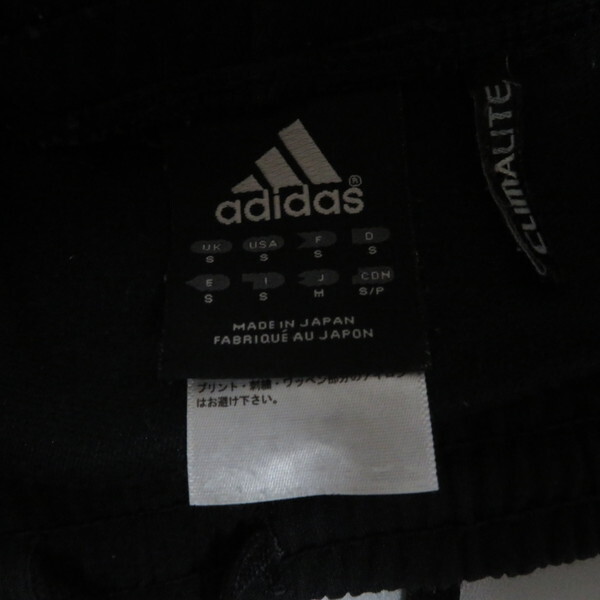 adidas®
UK USA F D
S S S S
E I J CDN
S S M S/P
MADE IN JAPAN
FABRIQUÉ AU JAPON
プリント・刺繍・ワッペン部分のアイロン
はお避け下さい。
CLIMALITE